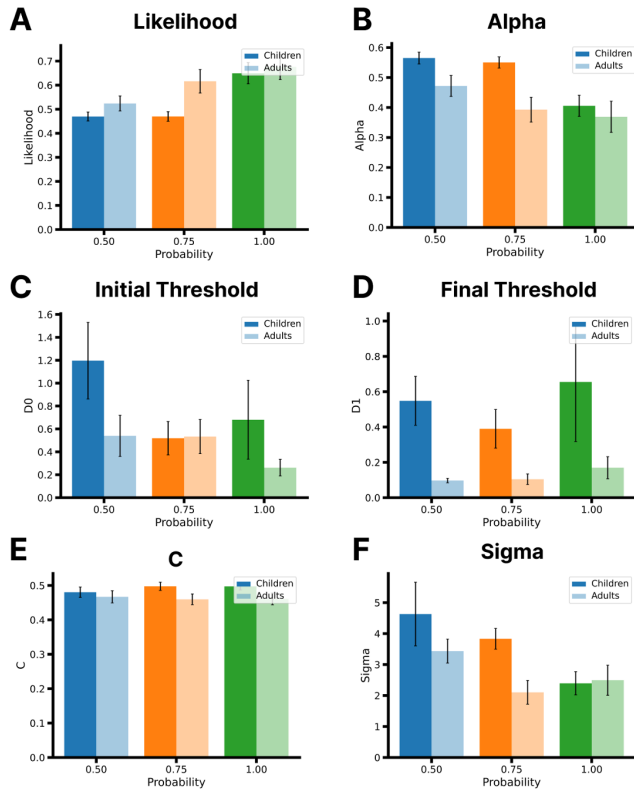 A Likelihood
Children
Adults
Likelihood
0.7
0.6
0.5
0.4
0.3
0.2
0.1
0.0
0.50 0.75 1.00
Probability
B Alpha
Children
Adults
Alpha
0.6
0.5
0.4
0.3
0.2
0.1
0.0
0.50 0.75 1.00
Probability
C Initial Threshold
Children
Adults
D0
1.6
1.4
1.2
1.0
0.8
0.6
0.4
0.2
0.0
0.50 0.75 1.00
Probability
D Final Threshold
Children
Adults
D1
1.0
0.8
0.6
0.4
0.2
0.0
0.50 0.75 1.00
Probability
E C
Children
Adults
C
0.5
0.4
0.3
0.2
0.1
0.0
0.50 0.75 1.00
Probability
F Sigma
Children
Adults
Sigma
5
4
3
2
1
0
0.50 0.75 1.00
Probability